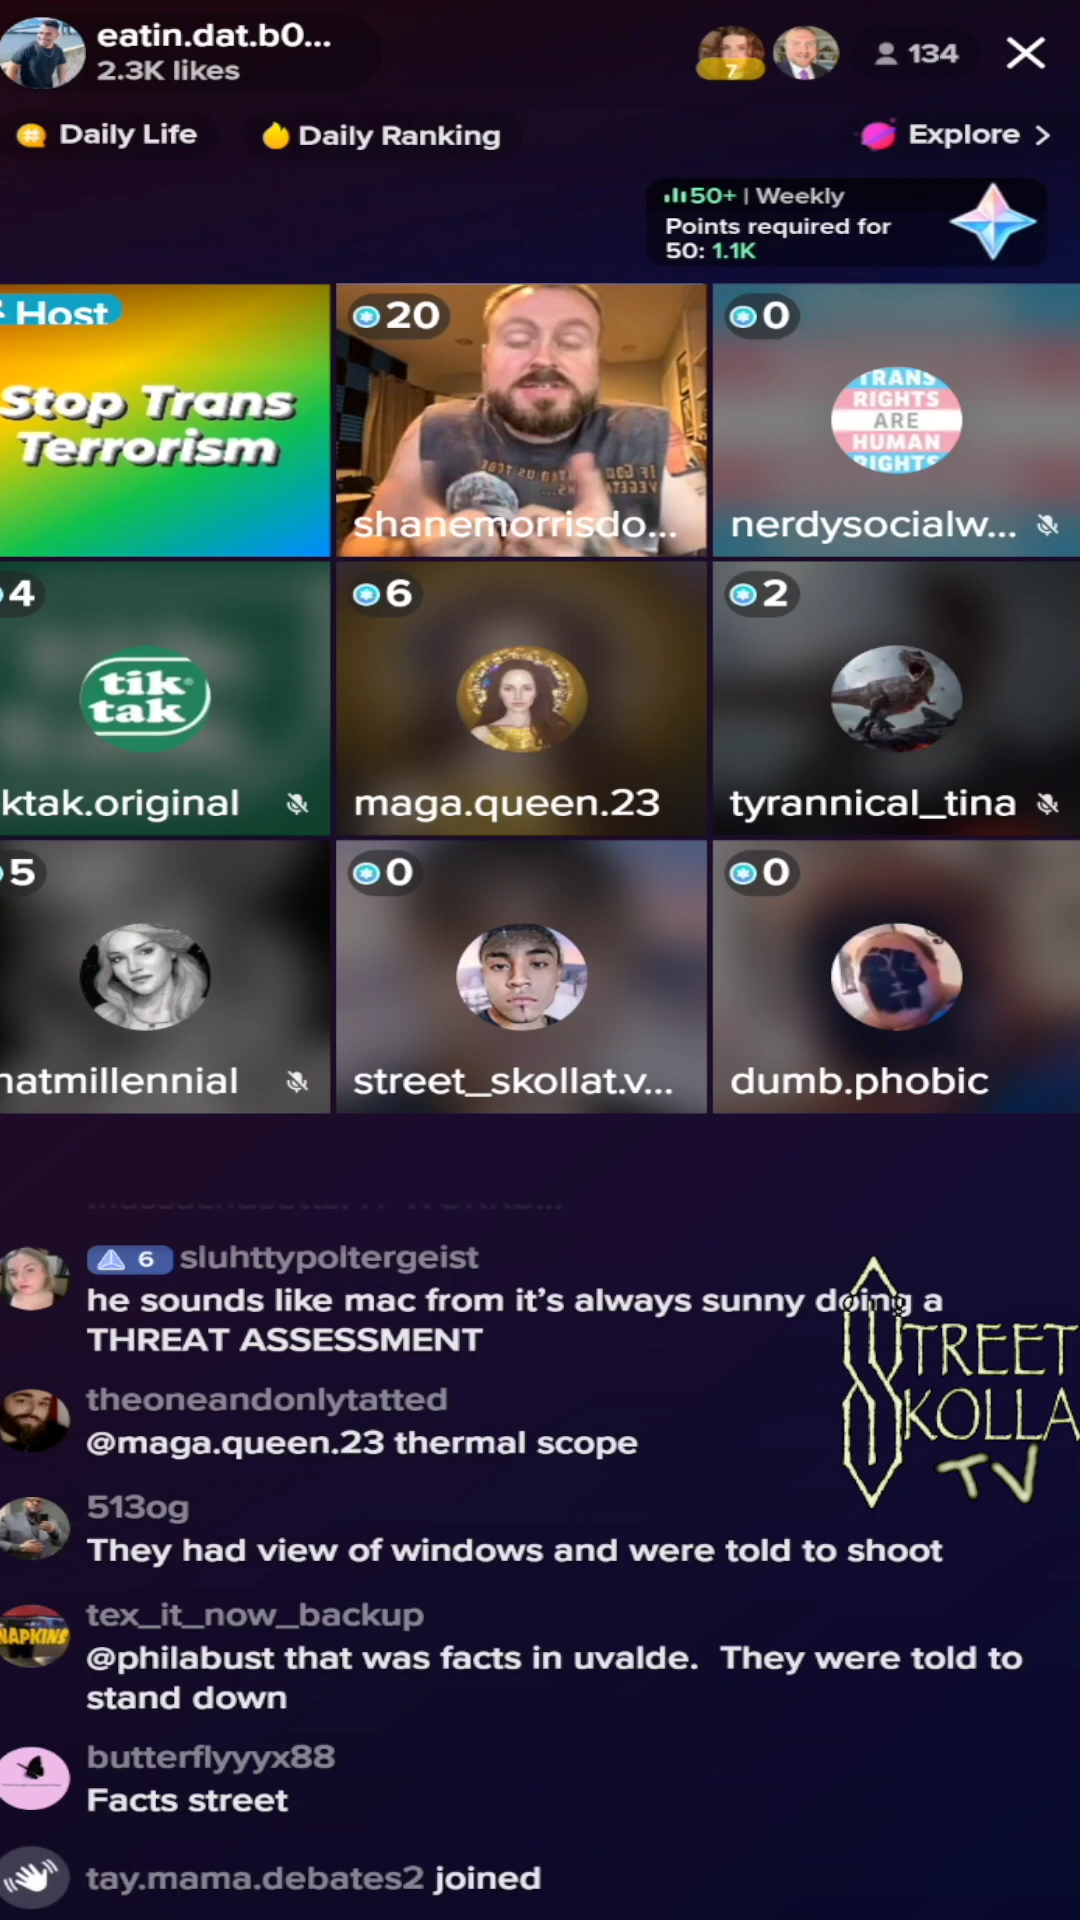 eatin.dat.b0...
2.3K likes
7
134
Daily Life
Daily Ranking
Explore >
50+ | Weekly
Points required for
50: 1.1K
Host
Stop Trans
Terrorism
20
shanemorrisdo...
0
TRANS
RIGHTS
ARE
HUMAN
RIGHTS
nerdysocialw...
4
tik
tak
ktak.original
6
maga.queen.23
2
tyrannical_tina
5
natmillennial
0
street_skollat.v...
0
dumb.phobic
6 sluhttypoltergeist
he sounds like mac from it's always sunny doing a
THREAT ASSESSMENT
theoneandonlytatted
@maga.queen.23 thermal scope
513og
They had view of windows and were told to shoot
tex_it_now_backup
@philabust that was facts in uvalde. They were told to
stand down
butterflyyyx88
Facts street
tay.mama.debates2 joined
STREET
SKOLLA
TV
NAPKINS